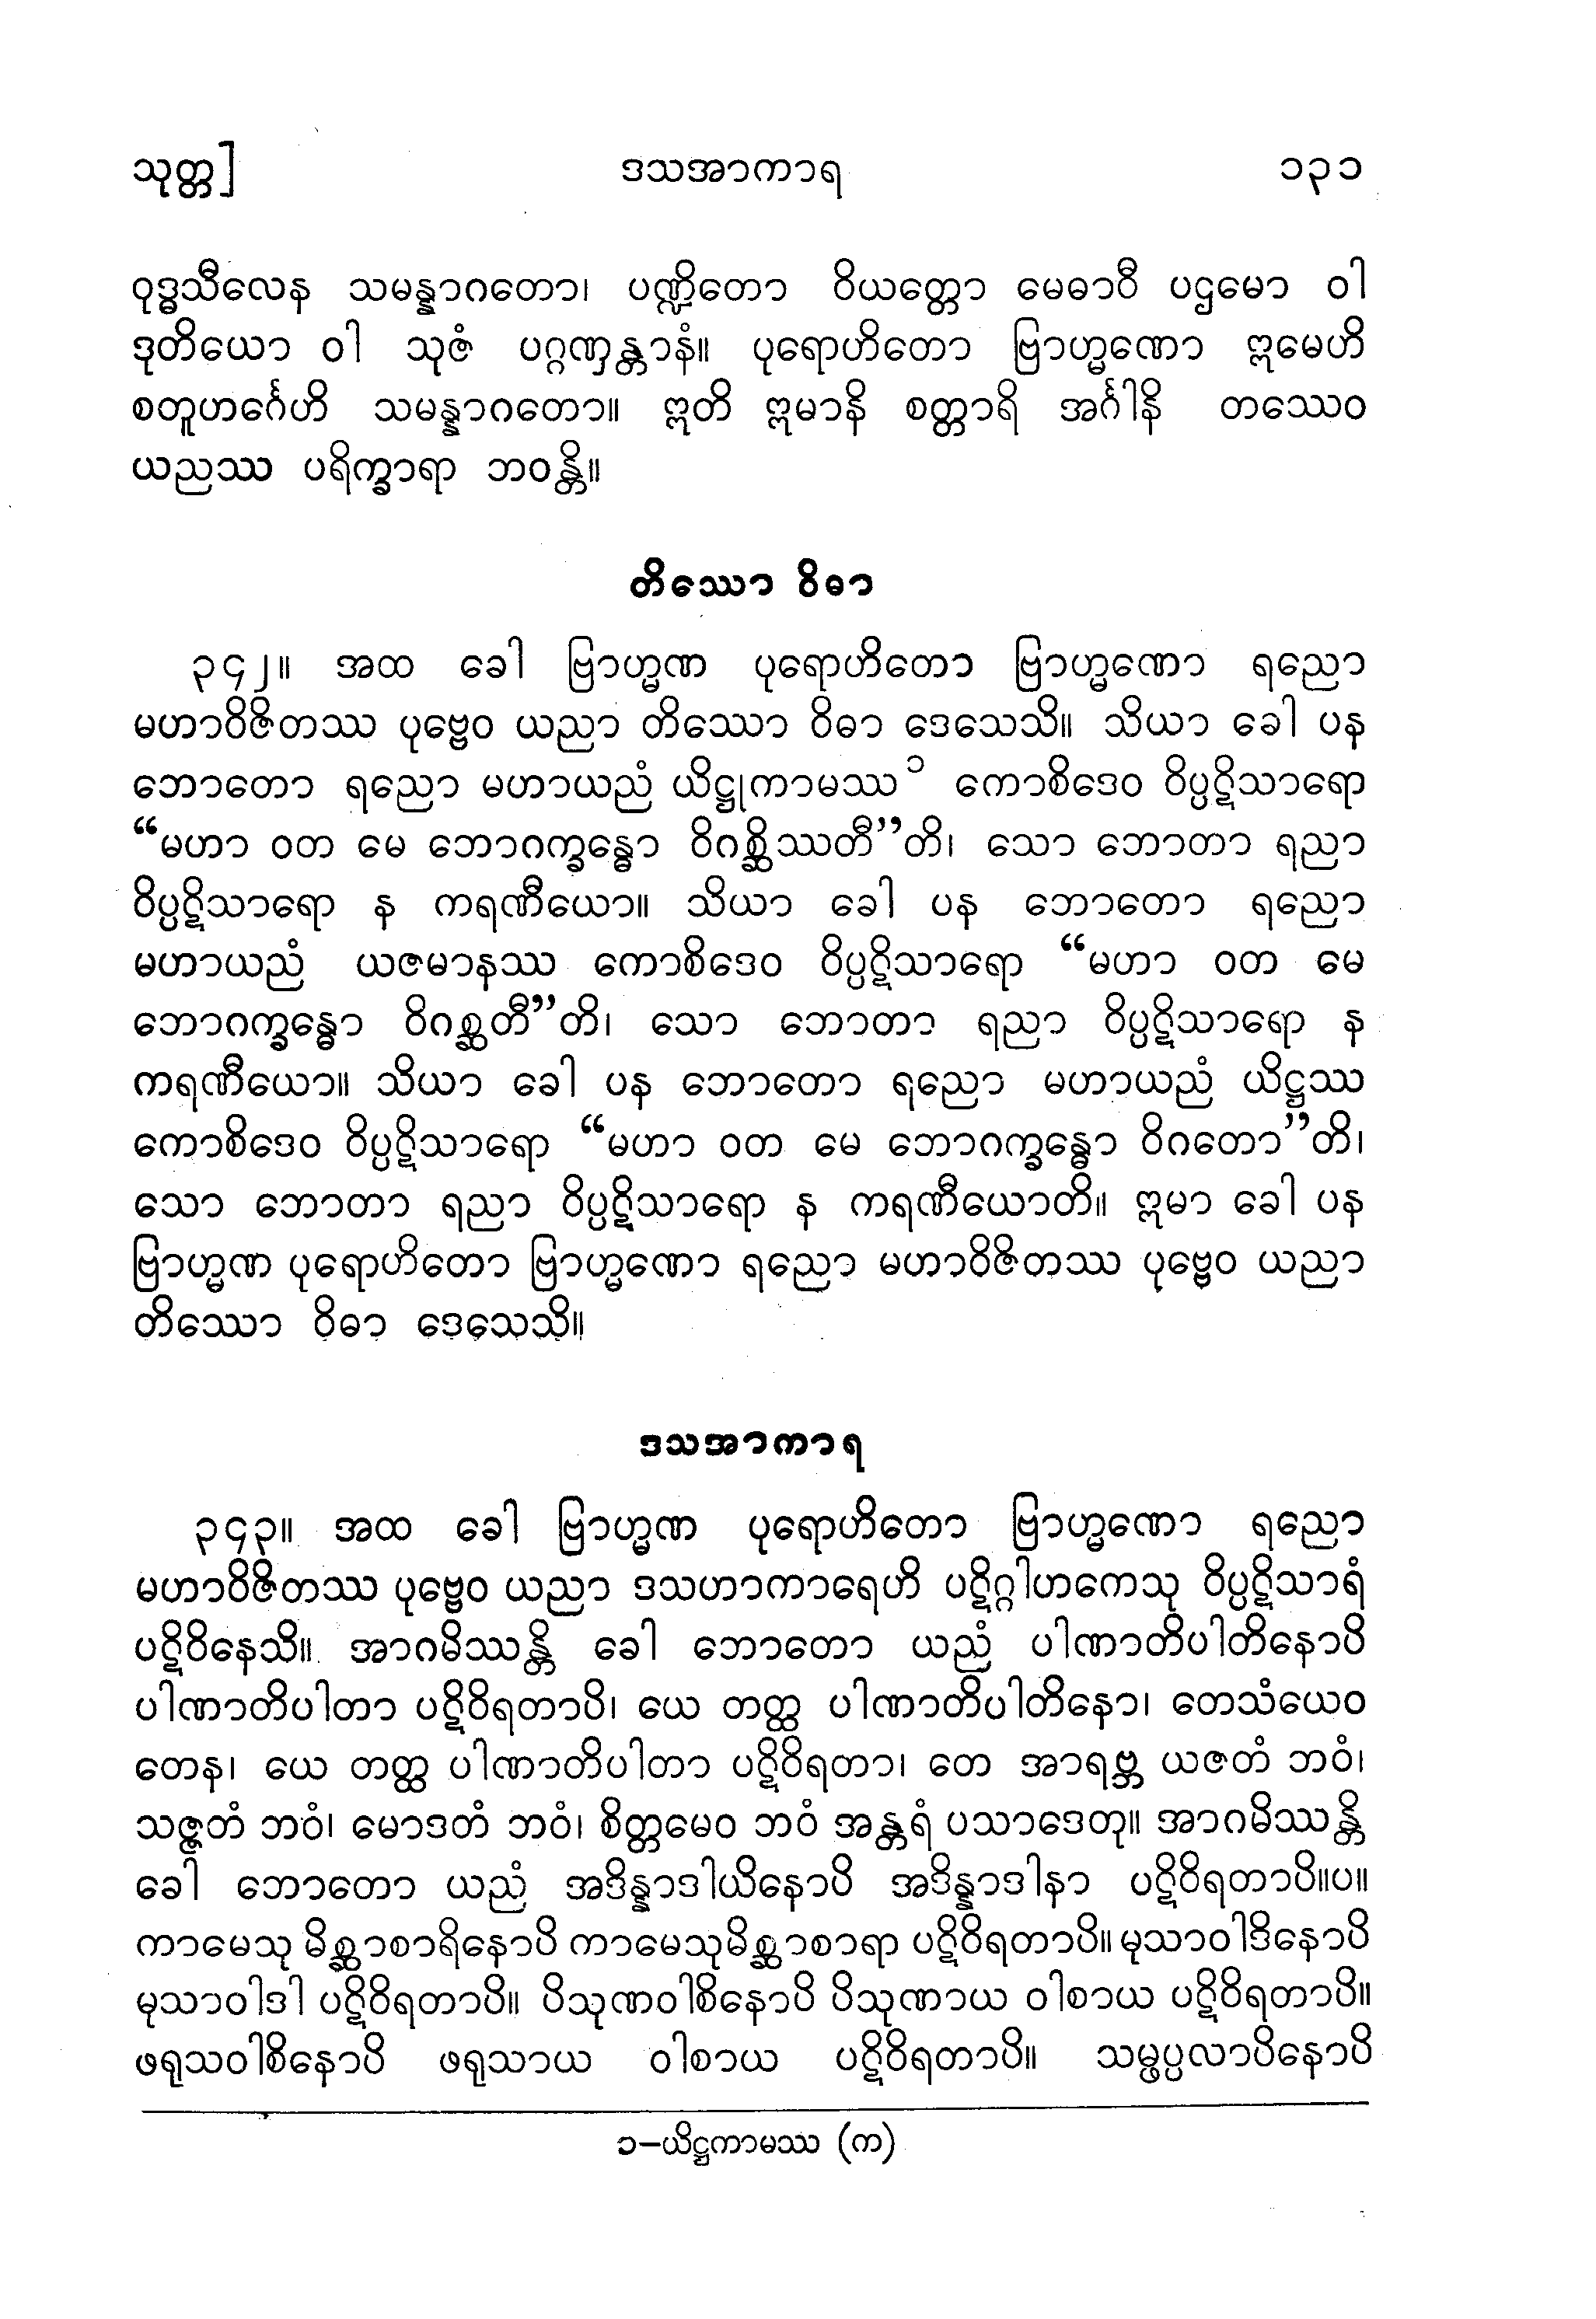 သုတ္တ] ဒသအာကာရ ၁၃၁
ဝုဒ္ဓသီလေန သမန္နာဂတော၊ ပဏ္ဍိတော ဝိယတ္တော မေဓာဝီ ပဌမော ဝါ
ဒုတိယော ဝါ သုဇံ ပဂ္ဂဏှန္တာနံ။ ပုရောဟိတော ဗြာဟ္မဏော ဣမေဟိ
စတူဟင်္ဂေဟိ သမန္နာဂတော။ ဣတိ ဣမာနိ စတ္တာရိ အင်္ဂါနိ တဿေဝ
ယညဿ ပရိက္ခာရာ ဘဝန္တိ။
တိဿော ဝိဓာ
၃၄၂။ အထ ခေါ ဗြာဟ္မဏ ပုရောဟိတော ဗြာဟ္မဏော ရညော
မဟာဝိဇိတဿ ပုဗ္ဗေဝ ယညာ တိဿော ဝိဓာ ဒေသေသိ။ သိယာ ခေါ ပန
ဘောတော ရညော မဟာယညံ ယိဋ္ဌုကာမဿ ၁ ကောစိဒေဝ ဝိပ္ပဋိသာရော
“မဟာ ဝတ မေ ဘောဂက္ခန္ဓော ဝိဂစ္ဆိဿတီ”တိ၊ သော ဘောတာ ရညာ
ဝိပ္ပဋိသာရော န ကရဏီယော။ သိယာ ခေါ ပန ဘောတော ရညော
မဟာယညံ ယဇမာနဿ ကောစိဒေဝ ဝိပ္ပဋိသာရော “မဟာ ဝတ မေ
ဘောဂက္ခန္ဓော ဝိဂစ္ဆတီ”တိ၊ သော ဘောတာ ရညာ ဝိပ္ပဋိသာရော န
ကရဏီယော။ သိယာ ခေါ ပန ဘောတော ရညော မဟာယညံ ယိဋ္ဌဿ
ကောစိဒေဝ ဝိပ္ပဋိသာရော “မဟာ ဝတ မေ ဘောဂက္ခန္ဓော ဝိဂတော”တိ၊
သော ဘောတာ ရညာ ဝိပ္ပဋိသာရော န ကရဏီယောတိ။ ဣမာ ခေါ ပန
ဗြာဟ္မဏ ပုရောဟိတော ဗြာဟ္မဏော ရညော မဟာဝိဇိတဿ ပုဗ္ဗေဝ ယညာ
တိဿော ဝိဓာ ဒေသေသိ။
ဒသအာကာရ
၃၄၃။ အထ ခေါ ဗြာဟ္မဏ ပုရောဟိတော ဗြာဟ္မဏော ရညော
မဟာဝိဇိတဿ ပုဗ္ဗေဝ ယညာ ဒသဟာကာရေဟိ ပဋိဂ္ဂါဟကေသု ဝိပ္ပဋိသာရံ
ပဋိဝိနေသိ။ အာဂမိဿန္တိ ခေါ ဘောတော ယညံ ပါဏာတိပါတိနောပိ
ပါဏာတိပါတာ ပဋိဝိရတာပိ၊ ယေ တတ္ထ ပါဏာတိပါတိနော၊ တေသံယေဝ
တေန၊ ယေ တတ္ထ ပါဏာတိပါတာ ပဋိဝိရတာ၊ တေ အာရဗ္ဘ ယဇတံ ဘဝံ၊
သဇ္ဇတံ ဘဝံ၊ မောဒတံ ဘဝံ၊ စိတ္တမေဝ ဘဝံ အန္တရံ ပသာဒေတု။ အာဂမိဿန္တိ
ခေါ ဘောတော ယညံ အဒိန္နာဒါယိနောပိ အဒိန္နာဒါနာ ပဋိဝိရတာပိ။ပ။
ကာမေသု မိစ္ဆာစာရိနောပိ ကာမေသုမိစ္ဆာစာရာ ပဋိဝိရတာပိ။ မုသာဝါဒိနောပိ
မုသာဝါဒါ ပဋိဝိရတာပိ။ ပိသုဏဝါစိနောပိ ပိသုဏာယ ဝါစာယ ပဋိဝိရတာပိ။
ဖရုသဝါစိနောပိ ဖရုသာယ ဝါစာယ ပဋိဝိရတာပိ။ သမ္ဖပ္ပလာပိနောပိ
၁−ယိဋ္ဌကာမဿ (က)